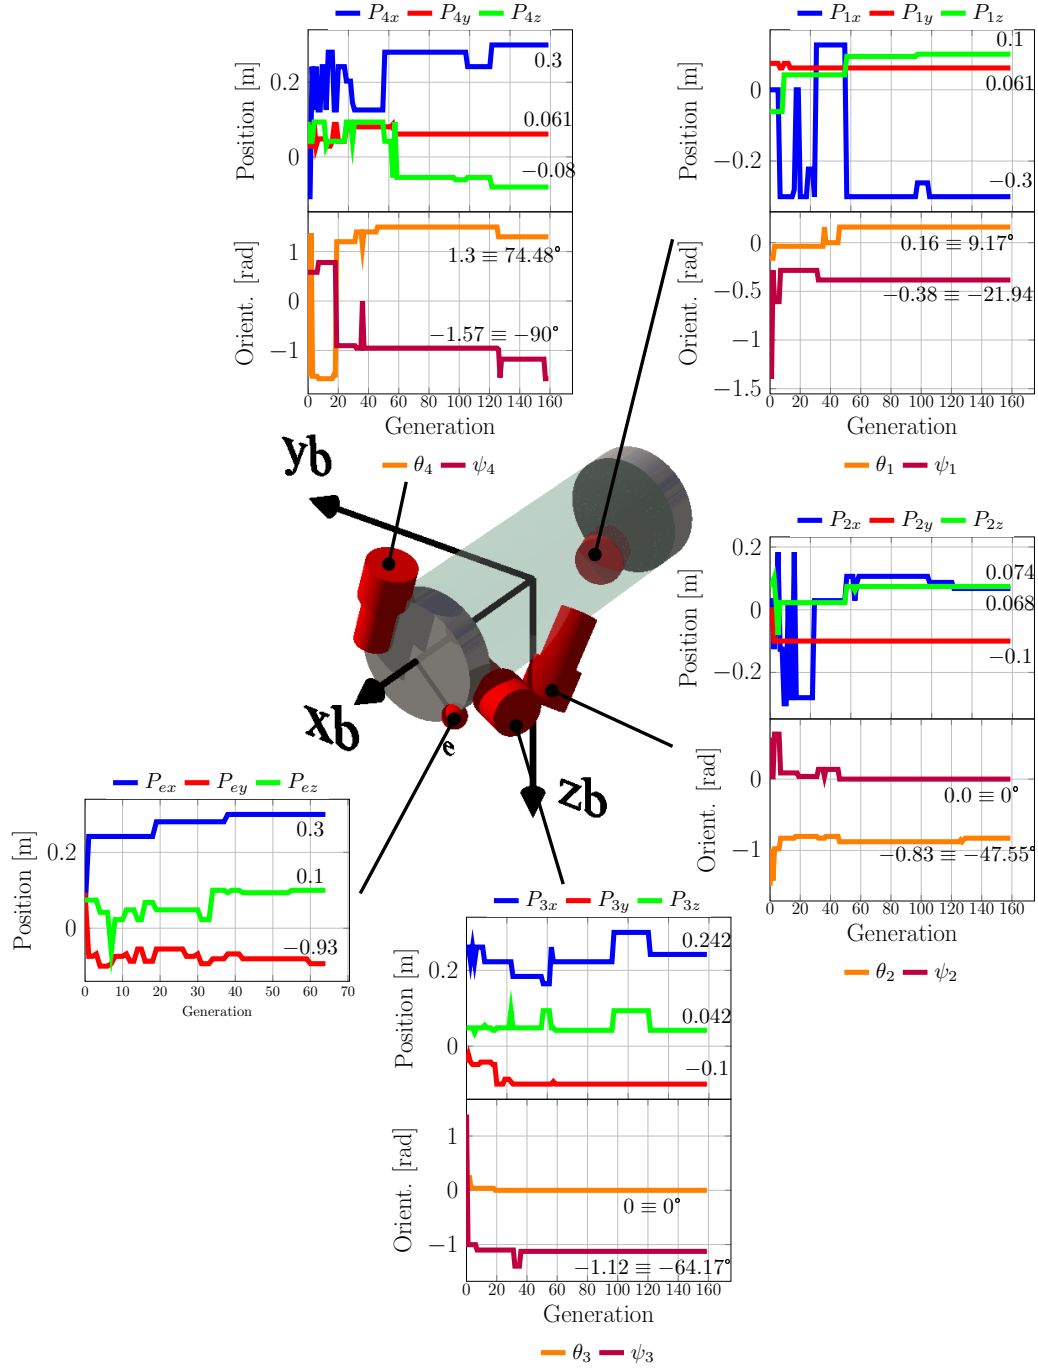 P4x P4y P4z
Position [m]
0.2
0
0.3
0.061
−0.08
Orient. [rad]
1
0
−1
1.3 ≡ 74.48°
−1.57 ≡ −90°
0 20 40 60 80 100 120 140 160
Generation
θ4 ψ4
P1x P1y P1z
Position [m]
0
−0.2
0.1
0.061
−0.3
Orient. [rad]
0
−0.5
−1
−1.5
0.16 ≡ 9.17°
−0.38 ≡ −21.94
0 20 40 60 80 100 120 140 160
Generation
θ1 ψ1
yb
xb
zb
e
P2x P2y P2z
Position [m]
0.2
0
−0.2
0.074
0.068
−0.1
Orient. [rad]
0
−1
0.0 ≡ 0°
−0.83 ≡ −47.55°
0 20 40 60 80 100 120 140 160
Generation
θ2 ψ2
Pex Pey Pez
Position [m]
0.2
0
0.3
0.1
−0.93
0 10 20 30 40 50 60 70
Generation
P3x P3y P3z
Position [m]
0.2
0
0.242
0.042
−0.1
Orient. [rad]
1
0
−1
0 ≡ 0°
−1.12 ≡ −64.17°
0 20 40 60 80 100 120 140 160
Generation
θ3 ψ3